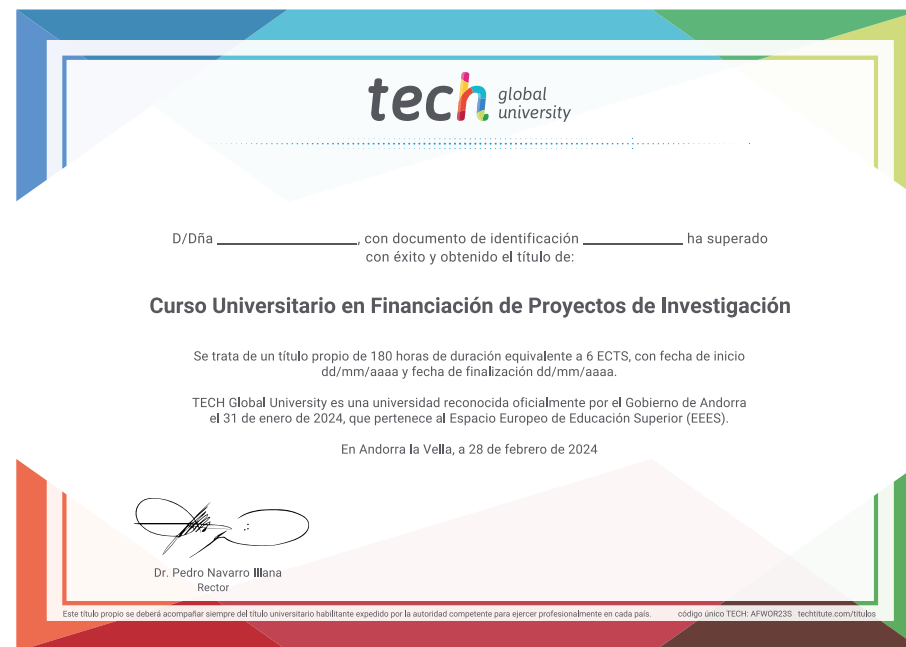 tech global
university
D/Dña ____________________, con documento de identificación ______________ ha superado
con éxito y obtenido el título de:
Curso Universitario en Financiación de Proyectos de Investigación
Se trata de un título propio de 180 horas de duración equivalente a 6 ECTS, con fecha de inicio
dd/mm/aaaa y fecha de finalización dd/mm/aaaa.
TECH Global University es una universidad reconocida oficialmente por el Gobierno de Andorra
el 31 de enero de 2024, que pertenece al Espacio Europeo de Educación Superior (EEES).
En Andorra la Vella, a 28 de febrero de 2024
Dr. Pedro Navarro Illana
Rector
Este título propio se deberá acompañar siempre del título universitario habilitante expedido por la autoridad competente para ejercer profesionalmente en cada país. código único TECH: AFWOR23S techtitute.com/titulos